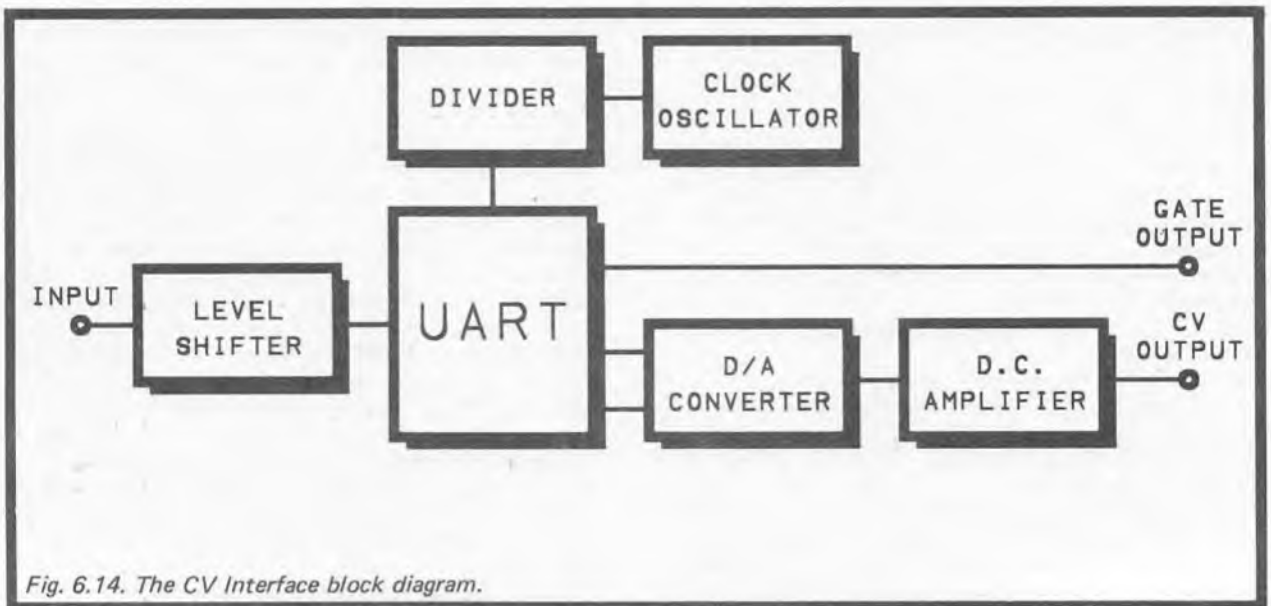 DIVIDER
CLOCK
OSCILLATOR
GATE
OUTPUT
INPUT
LEVEL
SHIFTER
UART
CV
OUTPUT
D/A
CONVERTER
D.C.
AMPLIFIER
Fig. 6.14. The CV Interface block diagram.